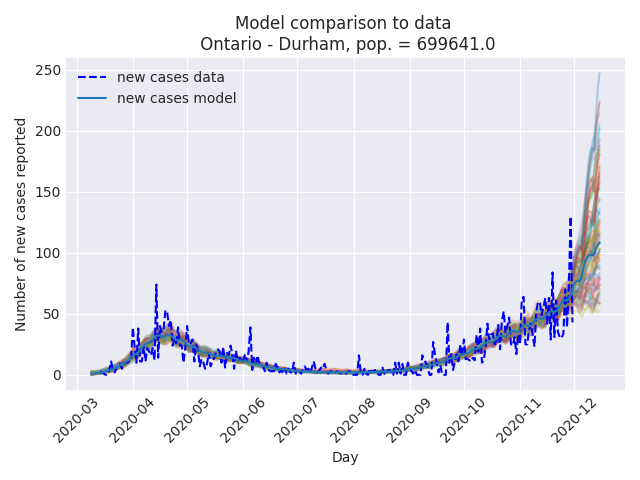 Model comparison to data
Ontario - Durham, pop. = 699641.0
new cases data
new cases model
Number of new cases reported
250
200
150
100
50
0
2020-03
2020-04
2020-05
2020-06
2020-07
2020-08
2020-09
2020-10
2020-11
2020-12
Day